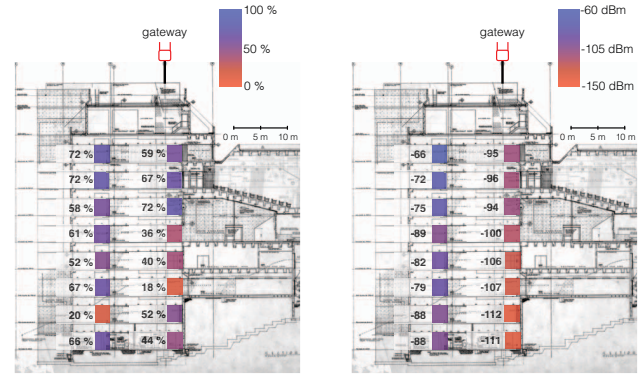 100 %
50 %
0 %
gateway
0 m 5 m 10 m
72 % 59 %
72 % 67 %
58 % 72 %
61 % 36 %
52 % 40 %
67 % 18 %
20 % 52 %
66 % 44 %
-60 dBm
-105 dBm
-150 dBm
gateway
0 m 5 m 10 m
-66 -95
-72 -96
-75 -94
-89 -100
-82 -106
-79 -107
-88 -112
-88 -111